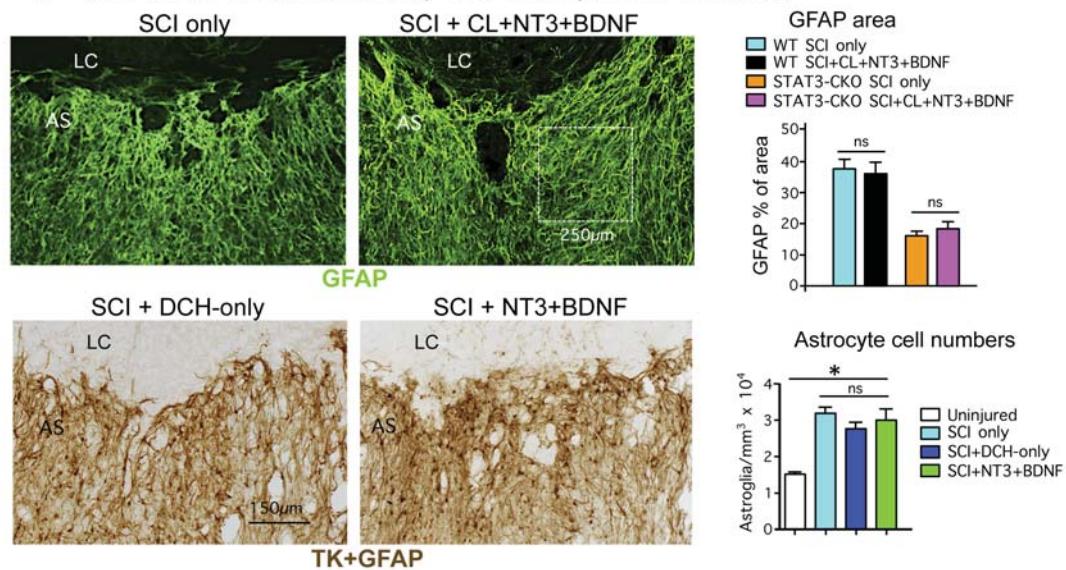 SCI only
SCI + CL+NT3+BDNF
LC
AS
LC
AS
250µm
GFAP
SCI + DCH-only
SCI + NT3+BDNF
LC
AS
150µm
LC
AS
TK+GFAP
GFAP area
WT SCI only
WT SCI+CL+NT3+BDNF
STAT3-CKO SCI only
STAT3-CKO SCI+CL+NT3+BDNF
GFAP % of area
50
40
30
20
10
0
ns
ns
Astrocyte cell numbers
Astroglia/mm³ x 10⁴
4
3
2
1
0
*
ns
Uninjured
SCI only
SCI+DCH-only
SCI+NT3+BDNF